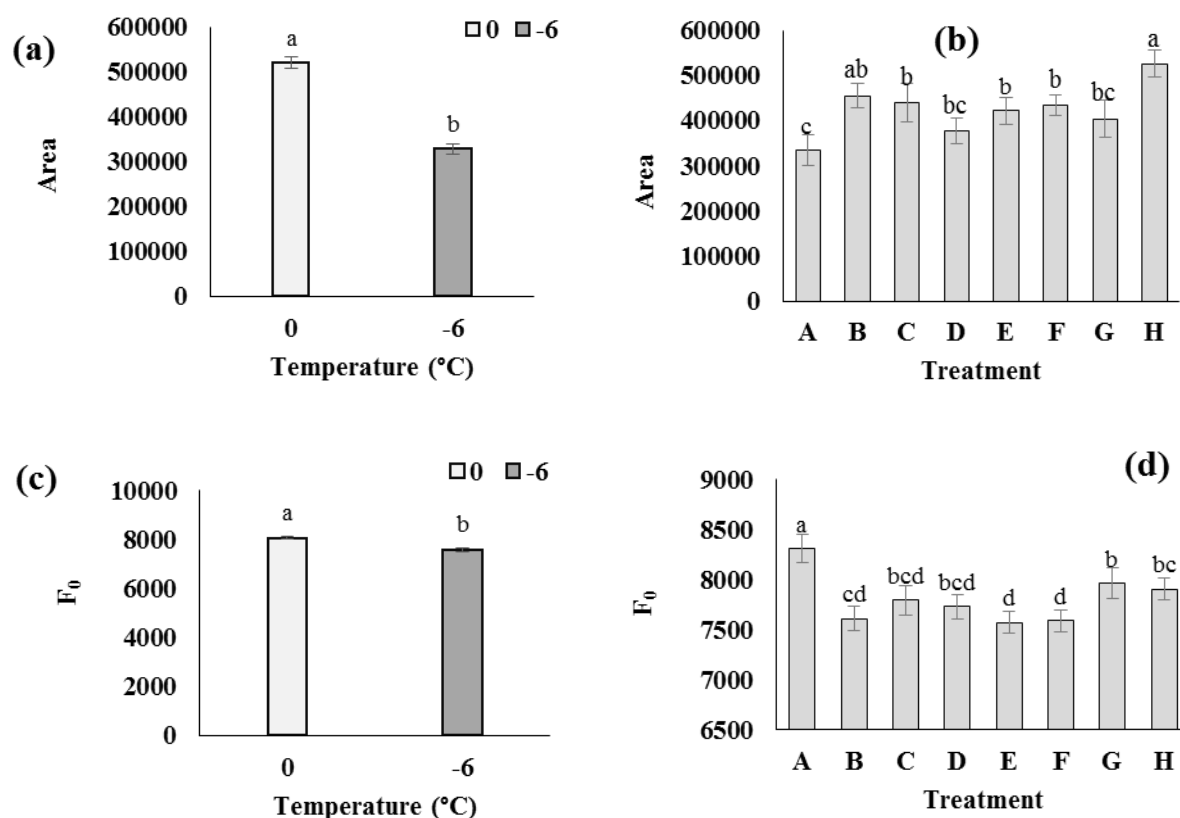 (a)
0 -6
600000
500000
400000
300000
200000
100000
0
Area
a
b
0 -6
Temperature (°C)
(b)
600000
500000
400000
300000
200000
100000
0
Area
c ab b bc b b bc a
A B C D E F G H
Treatment
(c)
0 -6
10000
8000
6000
4000
2000
0
F₀
a
b
0 -6
Temperature (°C)
(d)
9000
8500
8000
7500
7000
6500
F₀
a cd bcd bcd d d b bc
A B C D E F G H
Treatment